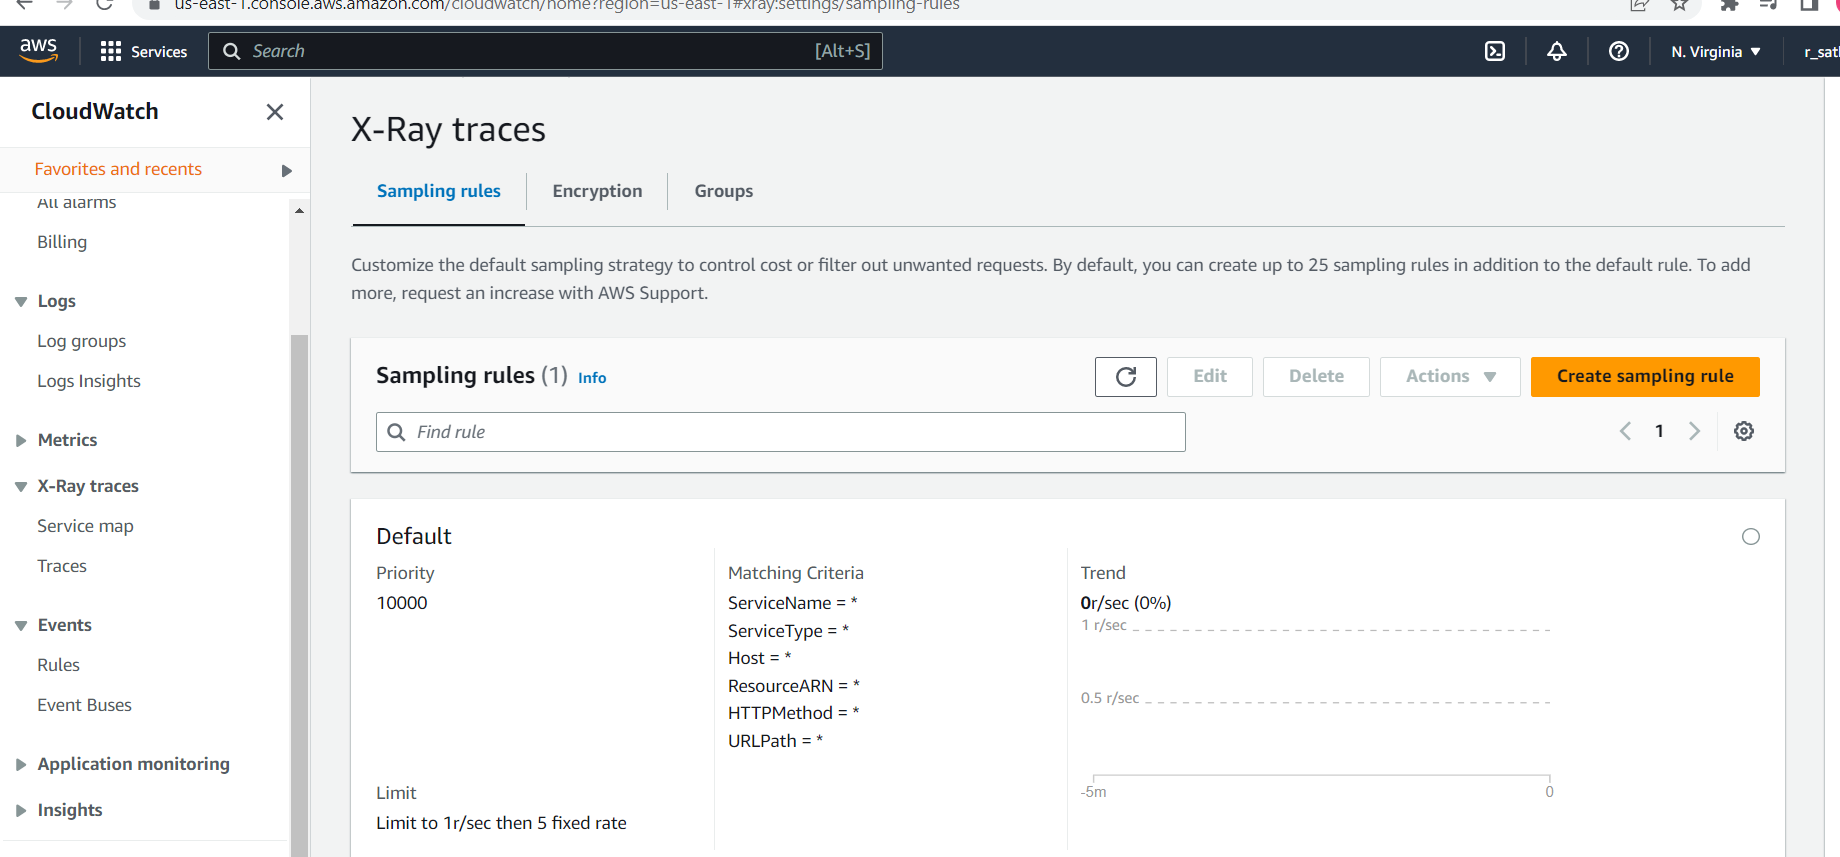 us-east-1.console.aws.amazon.com/cloudwatch/home?region=us-east-1#xray:settings/sampling-rules
aws
Services
Search
[Alt+S]
N. Virginia
CloudWatch
Favorites and recents
All alarms
Billing
Logs
Log groups
Logs Insights
Metrics
X-Ray traces
Service map
Traces
Events
Rules
Event Buses
Application monitoring
Insights
X-Ray traces
Sampling rules
Encryption
Groups
Customize the default sampling strategy to control cost or filter out unwanted requests. By default, you can create up to 25 sampling rules in addition to the default rule. To add
more, request an increase with AWS Support.
Sampling rules (1) Info
Edit
Delete
Actions
Create sampling rule
Find rule
1
Default
Priority
10000
Limit
Limit to 1r/sec then 5 fixed rate
Matching Criteria
ServiceName = *
ServiceType = *
Host = *
ResourceARN = *
HTTPMethod = *
URLPath = *
Trend
0r/sec (0%)
1 r/sec
0.5 r/sec
-5m
0